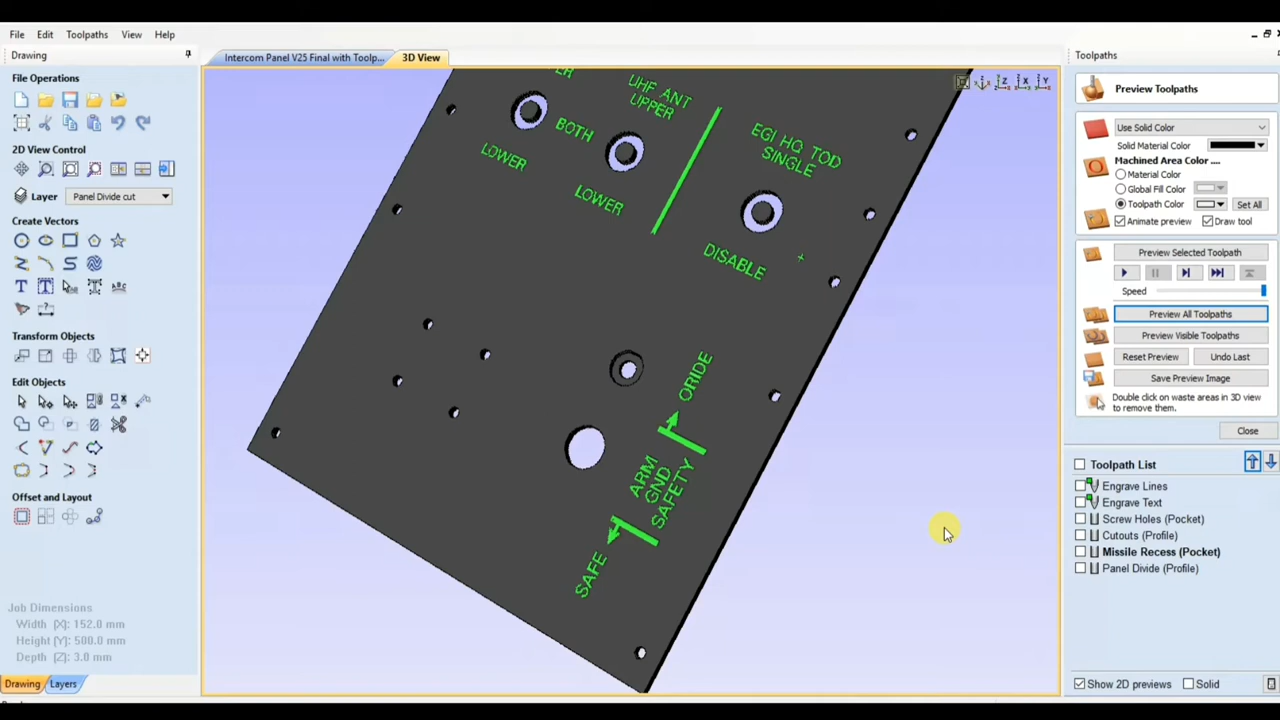 File Edit Toolpaths View Help
Drawing
File Operations
2D View Control
Layer Panel Divide cut
Create Vectors
Transform Objects
Edit Objects
Offset and Layout
Job Dimensions
Width (X): 152.0 mm
Height (Y): 500.0 mm
Depth (Z): 3.0 mm
Drawing Layers
Intercom Panel V25 Final with Toolp... 3D View
UHF ANT
UPPER
BOTH
LOWER
LOWER
EGI HQ TOD
SINGLE
DISABLE
ORIDE
ARM
GND
SAFETY
SAFE
Toolpaths
Preview Toolpaths
Use Solid Color
Solid Material Color
Machined Area Color ....
Material Color
Global Fill Color
Toolpath Color Set All
Animate preview Draw tool
Preview Selected Toolpath
Speed
Preview All Toolpaths
Preview Visible Toolpaths
Reset Preview Undo Last
Save Preview Image
Double click on waste areas in 3D view
to remove them.
Close
Toolpath List
Engrave Lines
Engrave Text
Screw Holes (Pocket)
Cutouts (Profile)
Missile Recess (Pocket)
Panel Divide (Profile)
Show 2D previews Solid